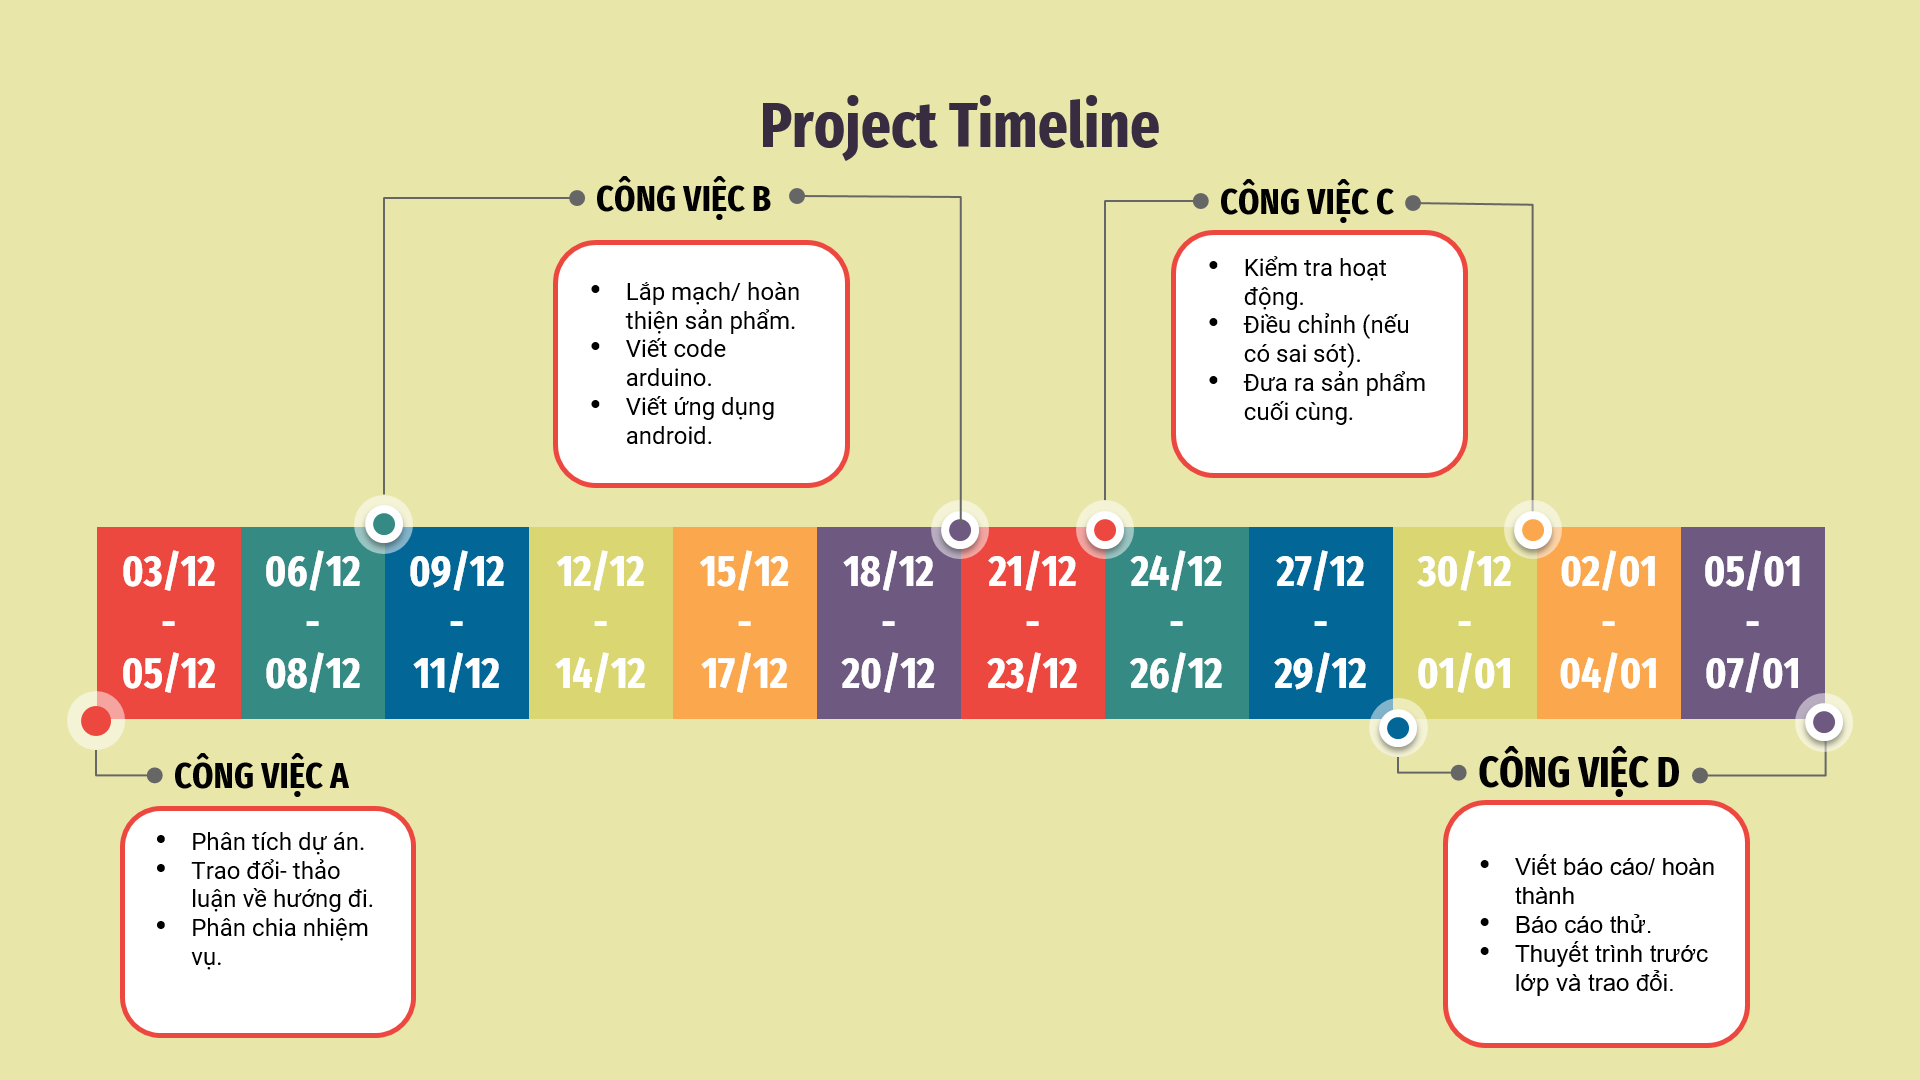 Project Timeline
CÔNG VIỆC B
CÔNG VIỆC C
• Lắp mạch/ hoàn
thiện sản phẩm.
• Viết code
arduino.
• Viết ứng dụng
android.
• Kiểm tra hoạt
động.
• Điều chỉnh (nếu
có sai sót).
• Đưa ra sản phẩm
cuối cùng.
03/12
-
05/12
06/12
-
08/12
09/12
-
11/12
12/12
-
14/12
15/12
-
17/12
18/12
-
20/12
21/12
-
23/12
24/12
-
26/12
27/12
-
29/12
30/12
-
01/01
02/01
-
04/01
05/01
-
07/01
CÔNG VIỆC A
• Phân tích dự án.
• Trao đổi- thảo
luận về hướng đi.
• Phân chia nhiệm
vụ.
CÔNG VIỆC D
• Viết báo cáo/ hoàn
thành
• Báo cáo thử.
• Thuyết trình trước
lớp và trao đổi.